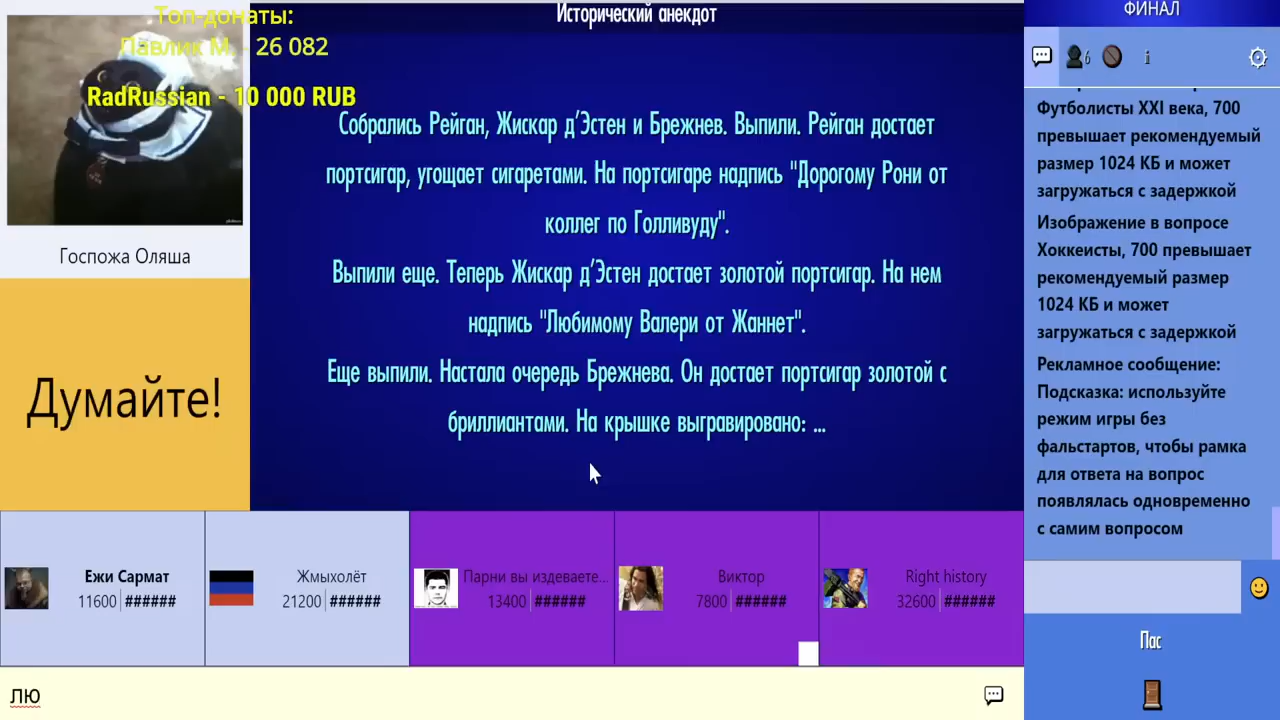 Топ-донаты:
Павлик М. - 26 082
RadRussian - 10 000 RUB
Госпожа Оляша
Думайте!
Исторический анекдот
Собрались Рейган, Жискар д'Эстен и Брежнев. Выпили. Рейган достает
портсигар, угощает сигаретами. На портсигаре надпись "Дорогому Рони от
коллег по Голливуду".
Выпили еще. Теперь Жискар д'Эстен достает золотой портсигар. На нем
надпись "Любимому Валери от Жаннет".
Еще выпили. Настала очередь Брежнева. Он достает портсигар золотой с
бриллиантами. На крышке выгравировано: ...
ФИНАЛ
6
i
Футболисты XXI века, 700
превышает рекомендуемый
размер 1024 КБ и может
загружаться с задержкой
Изображение в вопросе
Хоккеисты, 700 превышает
рекомендуемый размер
1024 КБ и может
загружаться с задержкой
Рекламное сообщение:
Подсказка: используйте
режим игры без
фальстартов, чтобы рамка
для ответа на вопрос
появлялась одновременно
с самим вопросом
Пас
Ежи Сармат
11600 ######
Жмыхолёт
21200 ######
Парни вы издеваете...
13400 ######
Виктор
7800 ######
Right history
32600 ######
лю